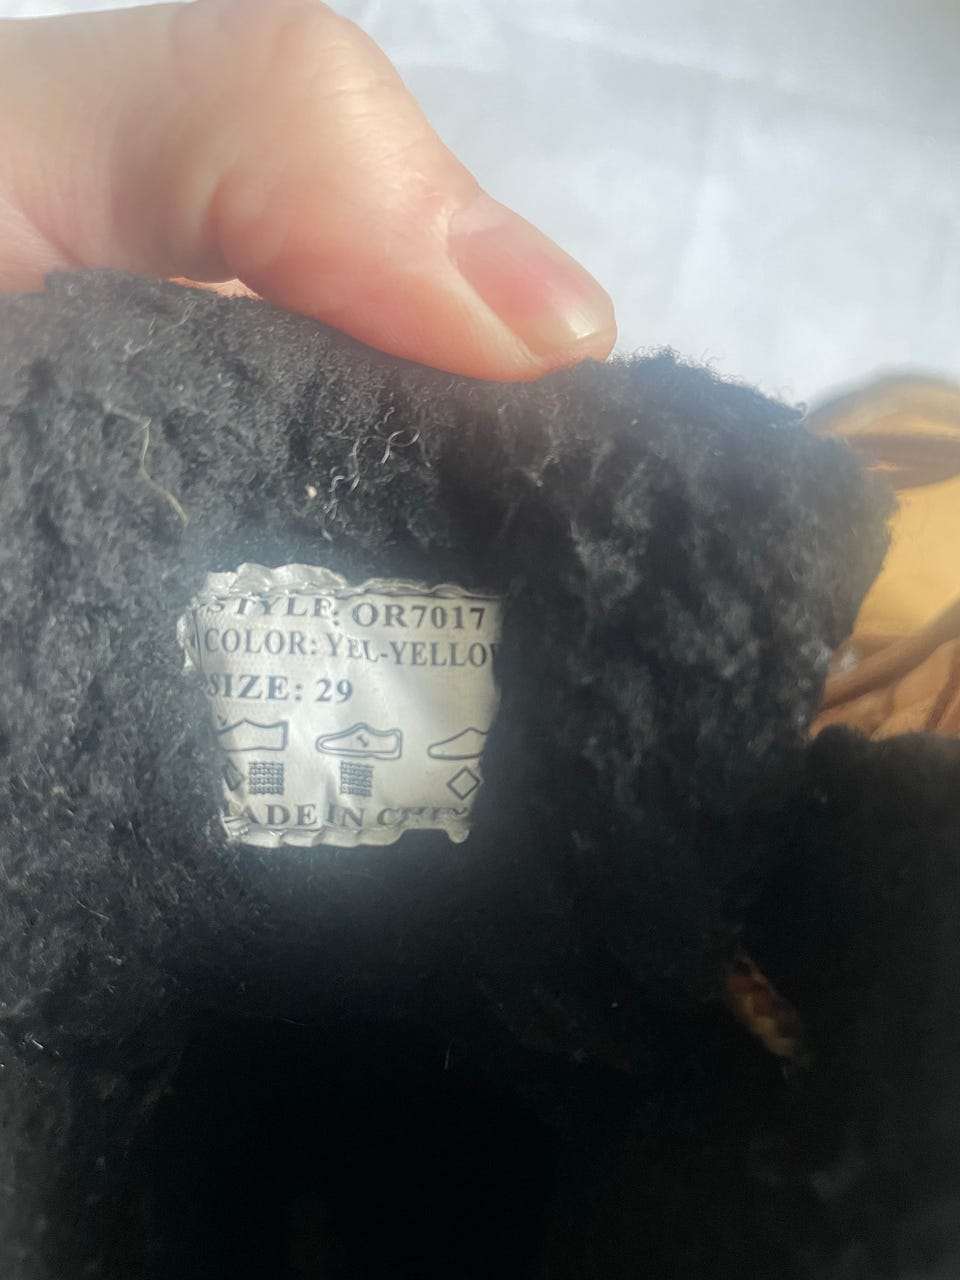 STYLE: OR7017
COLOR: YEL-YELLOW
SIZE: 29
MADE IN